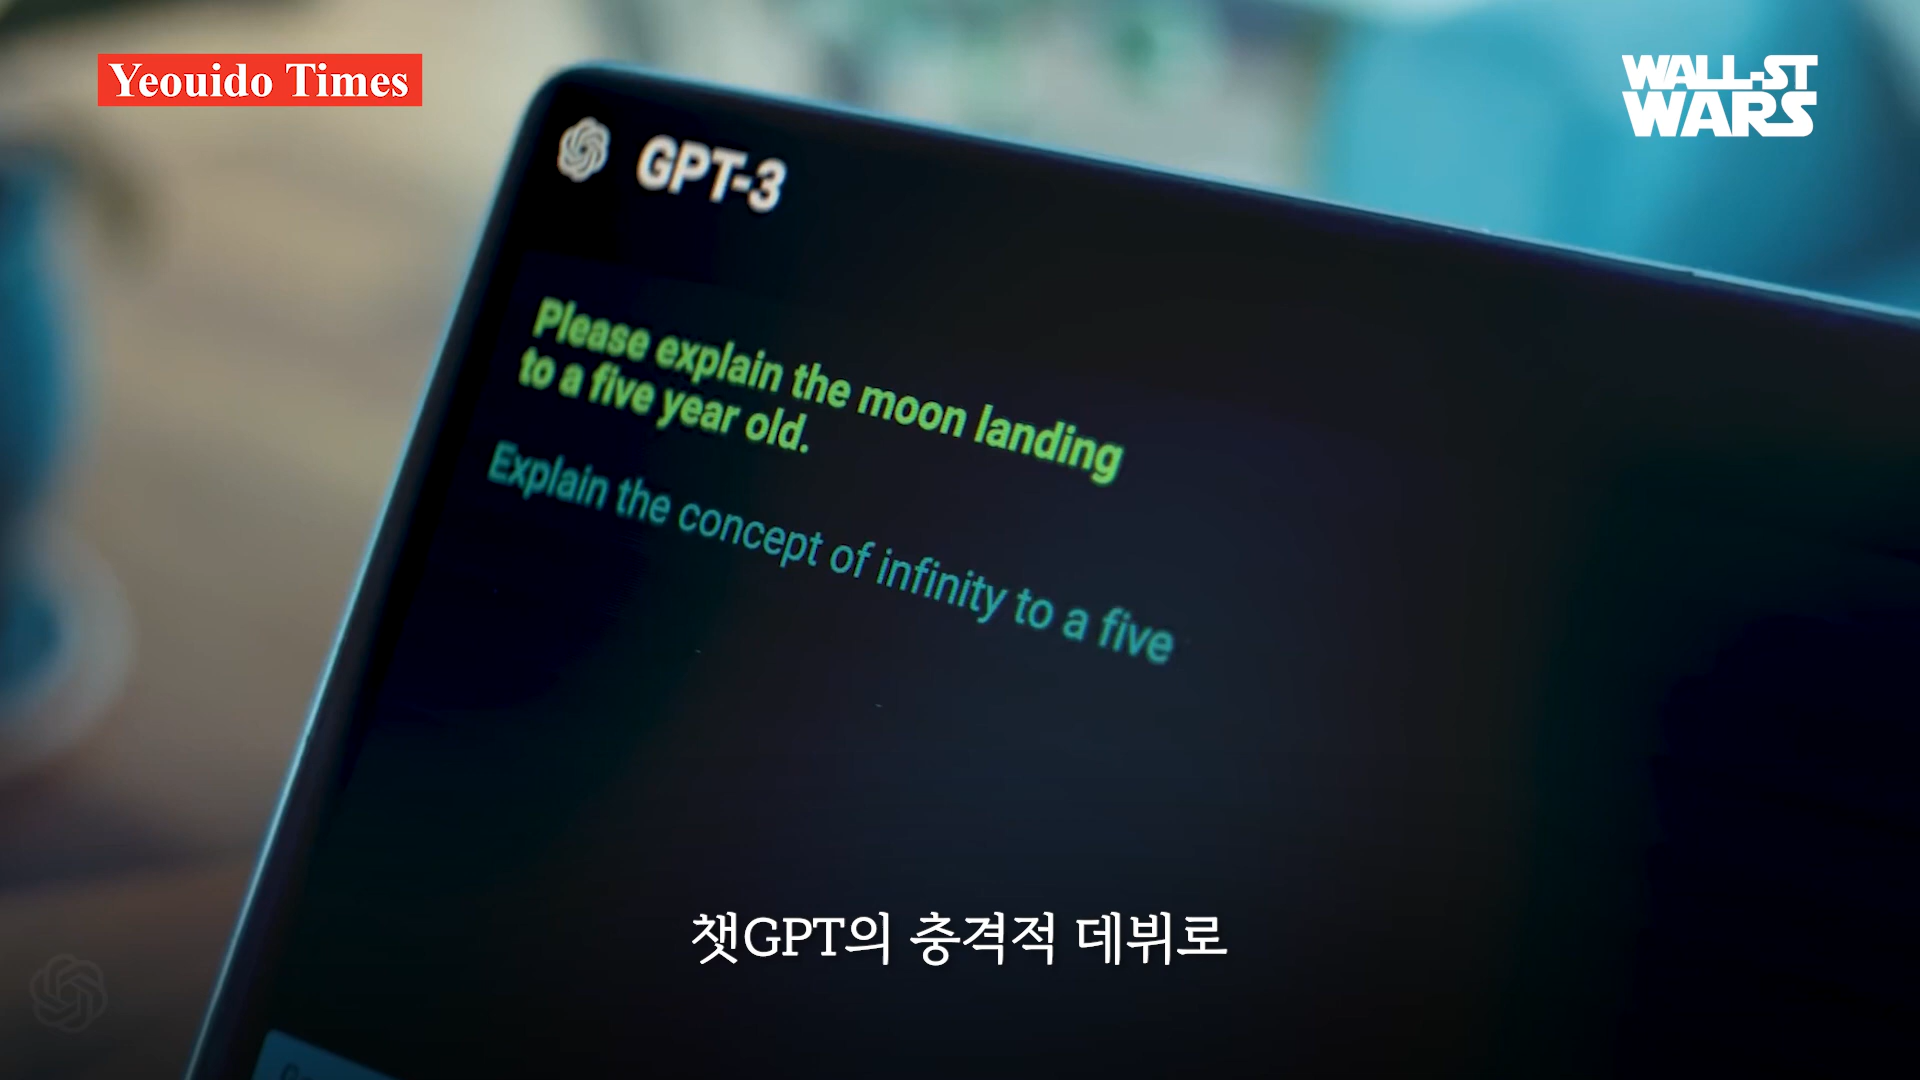 Yeouido Times
WALL-ST
WARS
GPT-3
Please explain the moon landing
to a five year old.
Explain the concept of infinity to a five
챗GPT의 충격적 데뷔로